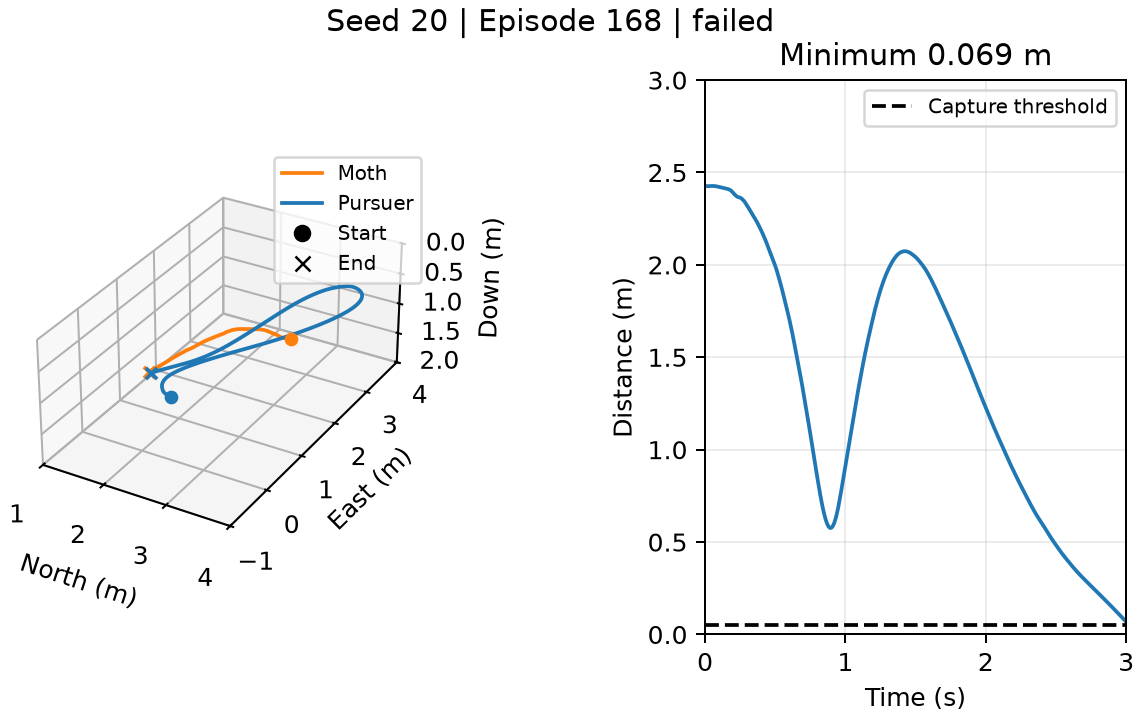 Seed 20 | Episode 168 | failed
Moth
Pursuer
Start
End
0.0
0.5
1.0
1.5
2.0
Down (m)
4
3
2
1
0
−1
East (m)
1
2
3
4
North (m)
Minimum 0.069 m
Capture threshold
3.0
2.5
2.0
1.5
1.0
0.5
0.0
Distance (m)
0
1
2
3
Time (s)